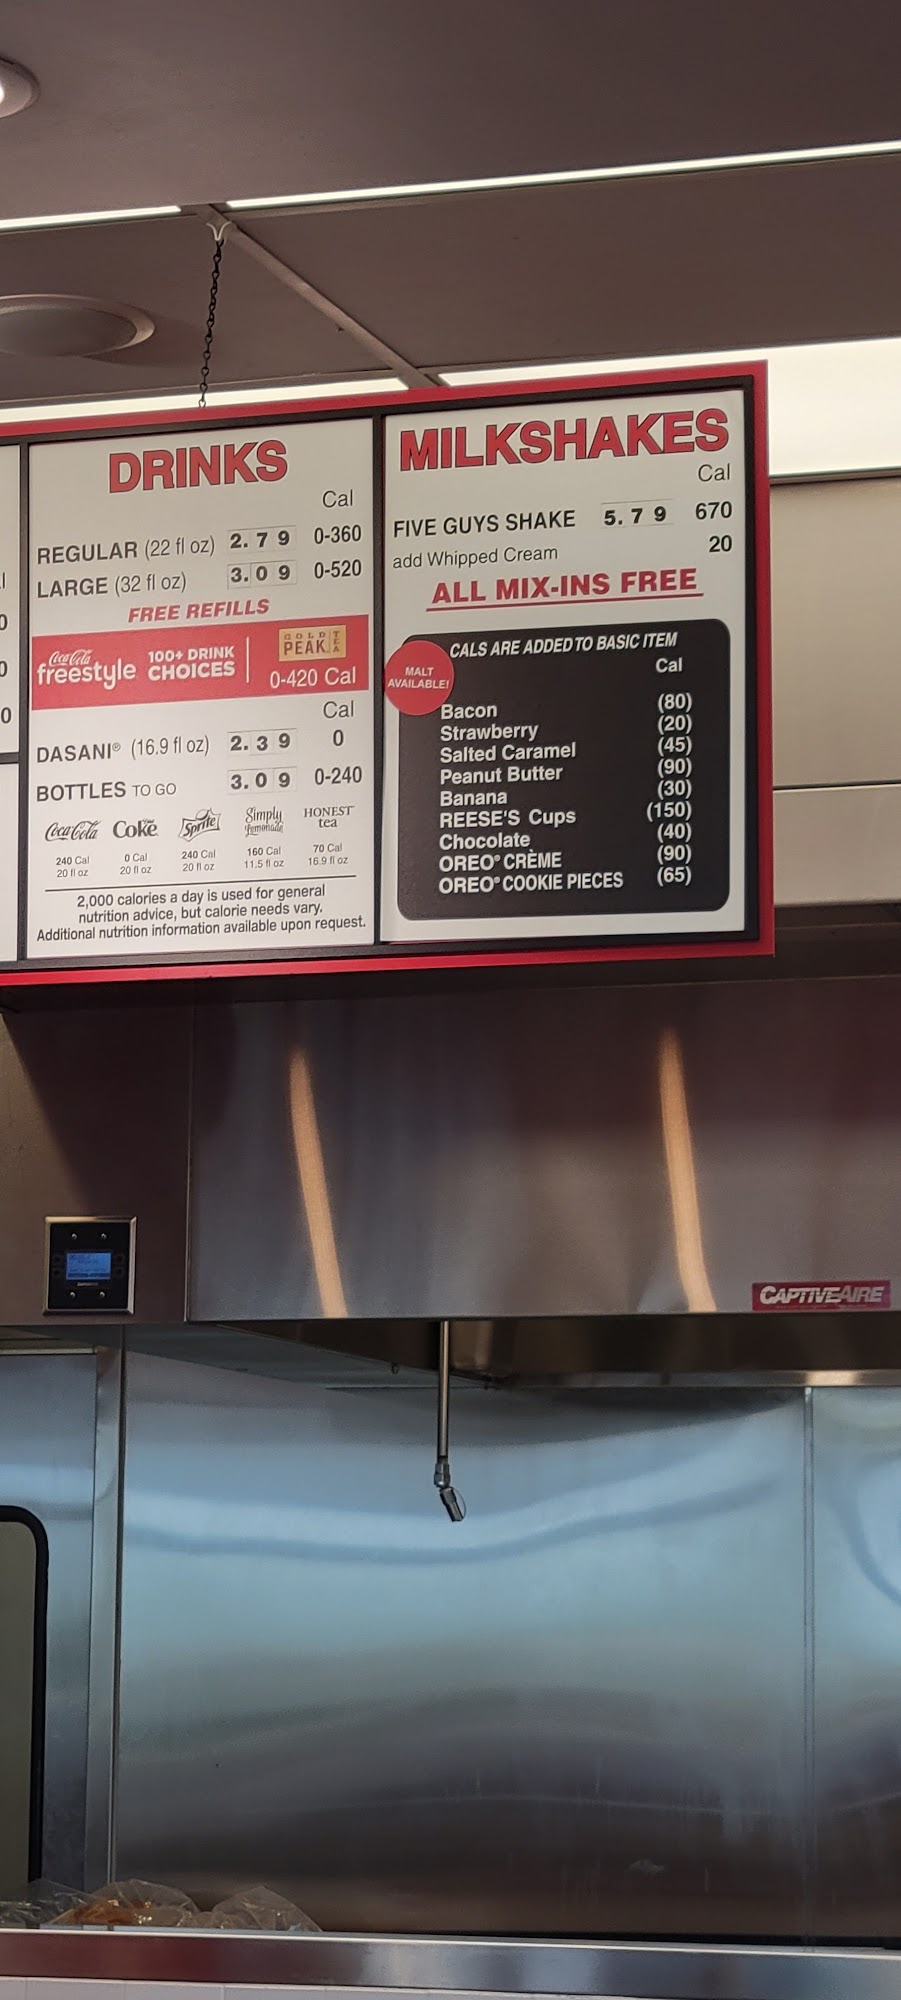 DRINKS
Cal
REGULAR (22 fl oz) 2.79 0-360
LARGE (32 fl oz) 3.09 0-520
FREE REFILLS
Coca-Cola freestyle
100+ DRINK
CHOICES
GOLD PEAK TEA
0-420 Cal
Cal
DASANI® (16.9 fl oz) 2.39 0
BOTTLES TO GO 3.09 0-240
Coca-Cola Coke Sprite Simply Lemonade HONEST tea
240 Cal 0 Cal 240 Cal 160 Cal 70 Cal
20 fl oz 20 fl oz 20 fl oz 11.5 fl oz 16.9 fl oz
2,000 calories a day is used for general
nutrition advice, but calorie needs vary.
Additional nutrition information available upon request.
MILKSHAKES
Cal
FIVE GUYS SHAKE 5.79 670
add Whipped Cream 20
ALL MIX-INS FREE
MALT
AVAILABLE!
CALS ARE ADDED TO BASIC ITEM
Cal
Bacon (80)
Strawberry (20)
Salted Caramel (45)
Peanut Butter (90)
Banana (30)
REESE'S Cups (150)
Chocolate (40)
OREO® CRÈME (90)
OREO® COOKIE PIECES (65)
CAPTIVEAIRE